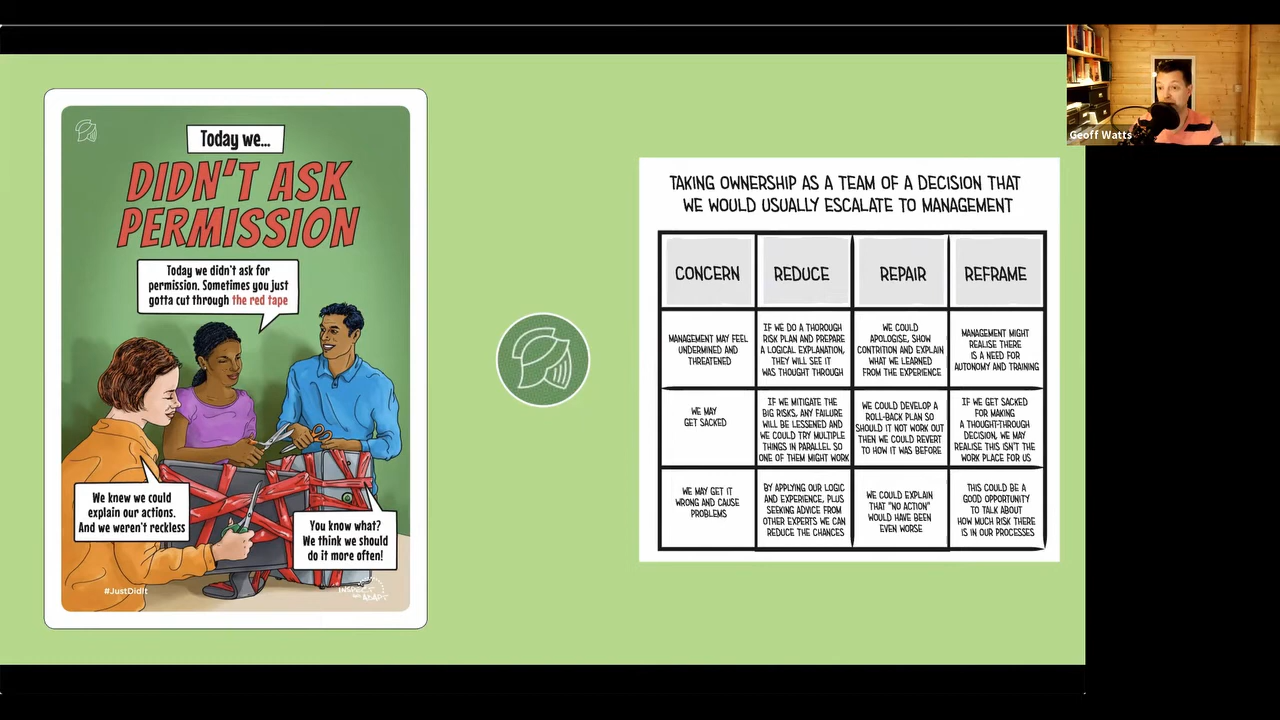 Today we...
DIDN'T ASK
PERMISSION
Today we didn't ask for
permission. Sometimes you just
gotta cut through the red tape
We knew we could
explain our actions.
And we weren't reckless
You know what?
We think we should
do it more often!
#JustDidIt
INSPECT
AND ADAPT
TAKING OWNERSHIP AS A TEAM OF A DECISION THAT
WE WOULD USUALLY ESCALATE TO MANAGEMENT
CONCERN
REDUCE
REPAIR
REFRAME
MANAGEMENT MAY FEEL
UNDERMINED AND
THREATENED
IF WE DO A THOROUGH
RISK PLAN AND PREPARE
A LOGICAL EXPLANATION,
THEY WILL SEE IT
WAS THOUGHT THROUGH
WE COULD
APOLOGISE, SHOW
CONTRITION AND EXPLAIN
WHAT WE LEARNED
FROM THE EXPERIENCE
MANAGEMENT MIGHT
REALISE THERE
IS A NEED FOR
AUTONOMY AND TRAINING
WE MAY
GET SACKED
IF WE MITIGATE THE
BIG RISKS, ANY FAILURE
WILL BE LESSENED AND
WE COULD TRY MULTIPLE
THINGS IN PARALLEL SO
ONE OF THEM MIGHT WORK
WE COULD DEVELOP A
ROLL-BACK PLAN SO
SHOULD IT NOT WORK OUT
THEN WE COULD REVERT
TO HOW IT WAS BEFORE
IF WE GET SACKED
FOR MAKING
A THOUGHT-THROUGH
DECISION, WE MAY
REALISE THIS ISN'T THE
WORK PLACE FOR US
WE MAY GET IT
WRONG AND CAUSE
PROBLEMS
BY APPLYING OUR LOGIC
AND EXPERIENCE, PLUS
SEEKING ADVICE FROM
OTHER EXPERTS WE CAN
REDUCE THE CHANCES
WE COULD EXPLAIN
THAT "NO ACTION"
WOULD HAVE BEEN
EVEN WORSE
THIS COULD BE A
GOOD OPPORTUNITY
TO TALK ABOUT
HOW MUCH RISK THERE
IS IN OUR PROCESSES
Geoff Watts